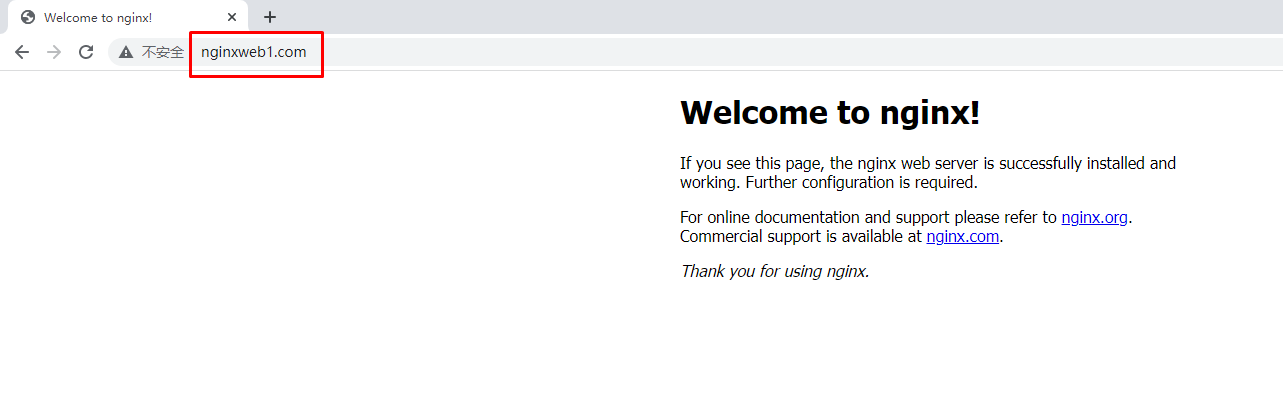 Welcome to nginx!
不安全 nginxweb1.com
Welcome to nginx!
If you see this page, the nginx web server is successfully installed and
working. Further configuration is required.
For online documentation and support please refer to nginx.org.
Commercial support is available at nginx.com.
Thank you for using nginx.